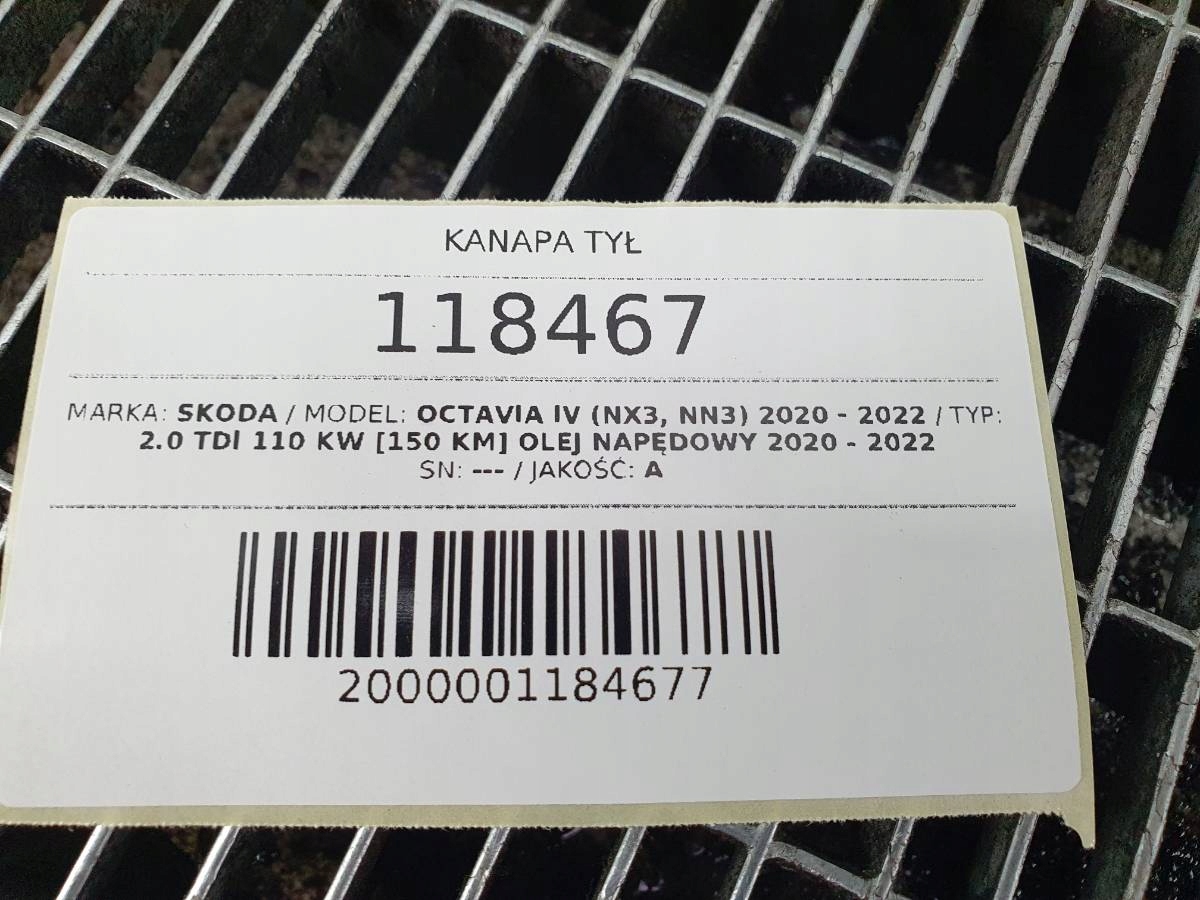 KANAPA TYŁ
118467
MARKA: SKODA / MODEL: OCTAVIA IV (NX3, NN3) 2020 - 2022 / TYP:
2.0 TDI 110 KW [150 KM] OLEJ NAPĘDOWY 2020 - 2022
SN: --- / JAKOŚĆ: A
2000001184677